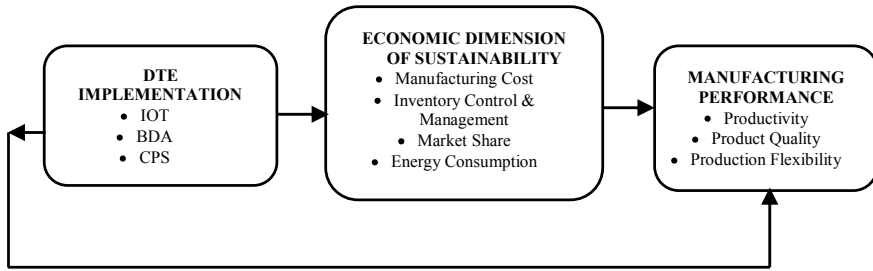 DTE
IMPLEMENTATION
• IOT
• BDA
• CPS
ECONOMIC DIMENSION
OF SUSTAINABILITY
• Manufacturing Cost
• Inventory Control &
Management
• Market Share
• Energy Consumption
MANUFACTURING
PERFORMANCE
• Productivity
• Product Quality
• Production Flexibility